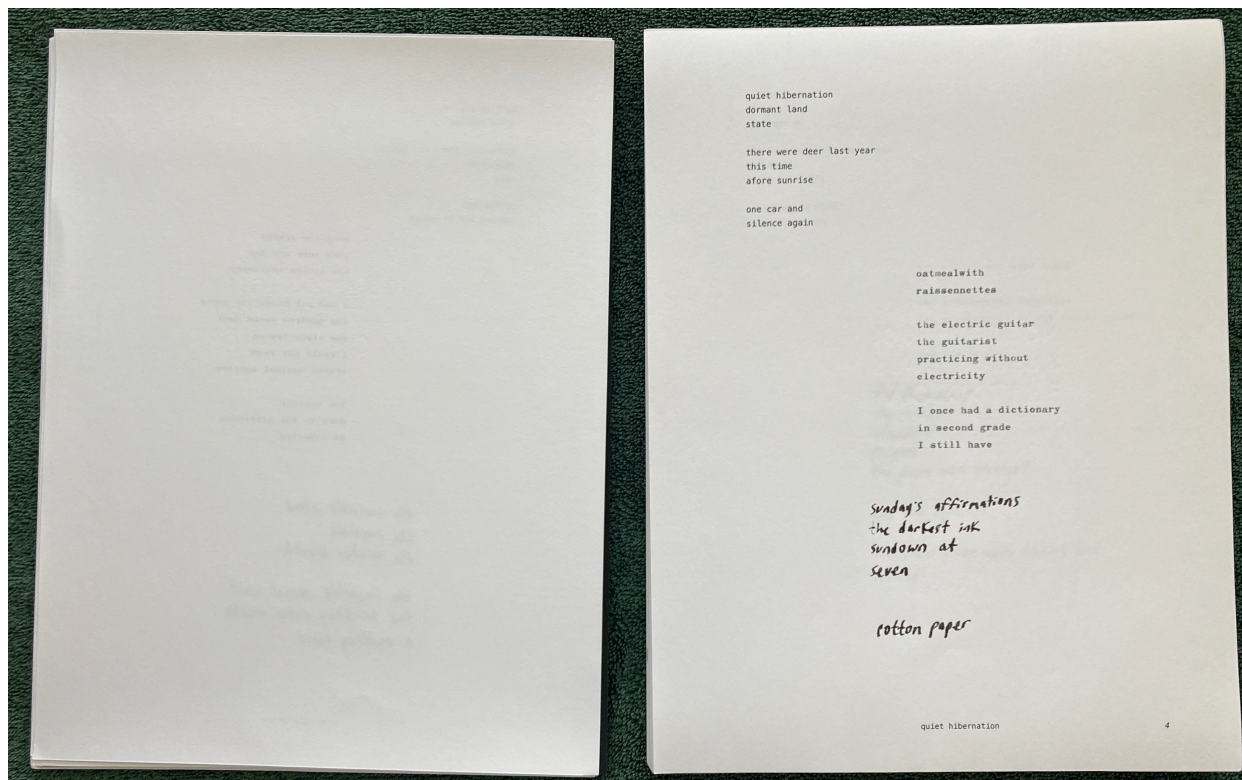 quiet hibernation
dormant land
state
there were deer last year
this time
afore sunrise
one car and
silence again
oatmealwith
raissennettes
the electric guitar
the guitarist
practicing without
electricity
I once had a dictionary
in second grade
I still have
sunday's affirmations
the darkest ink
sundown at
seven
cotton paper
quiet hibernation 4